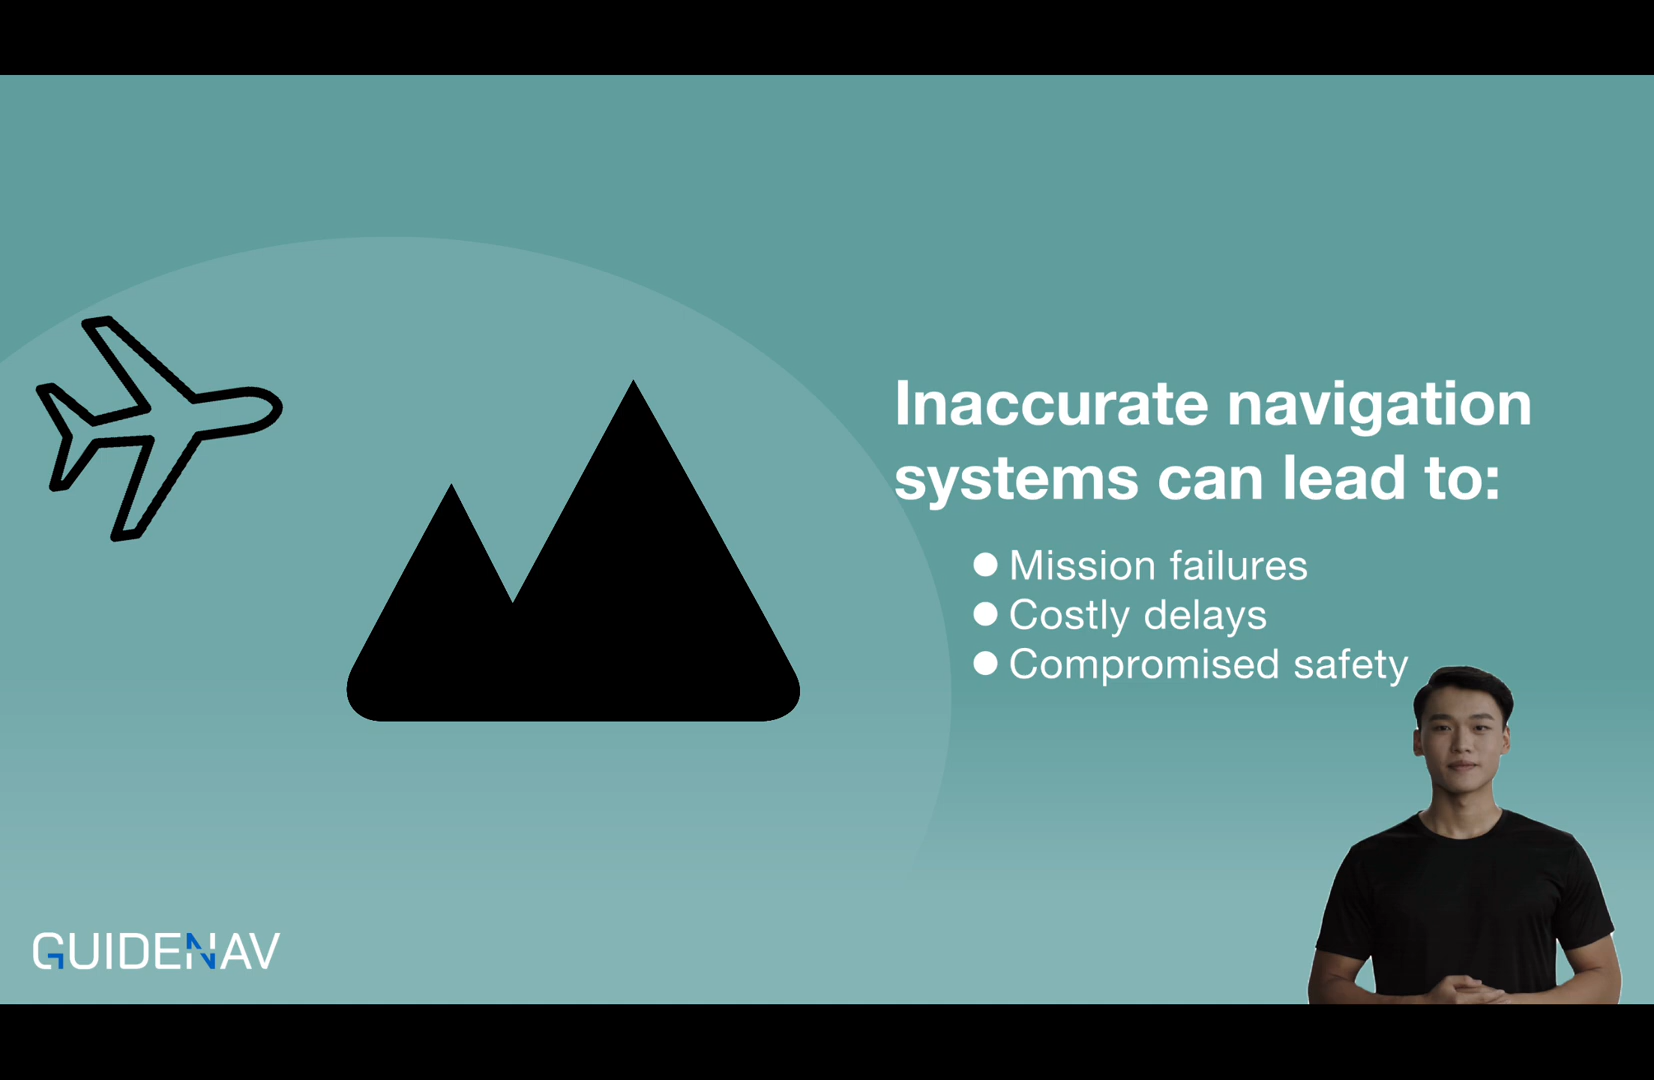 Inaccurate navigation
systems can lead to:
● Mission failures
● Costly delays
● Compromised safety
GUIDENAV